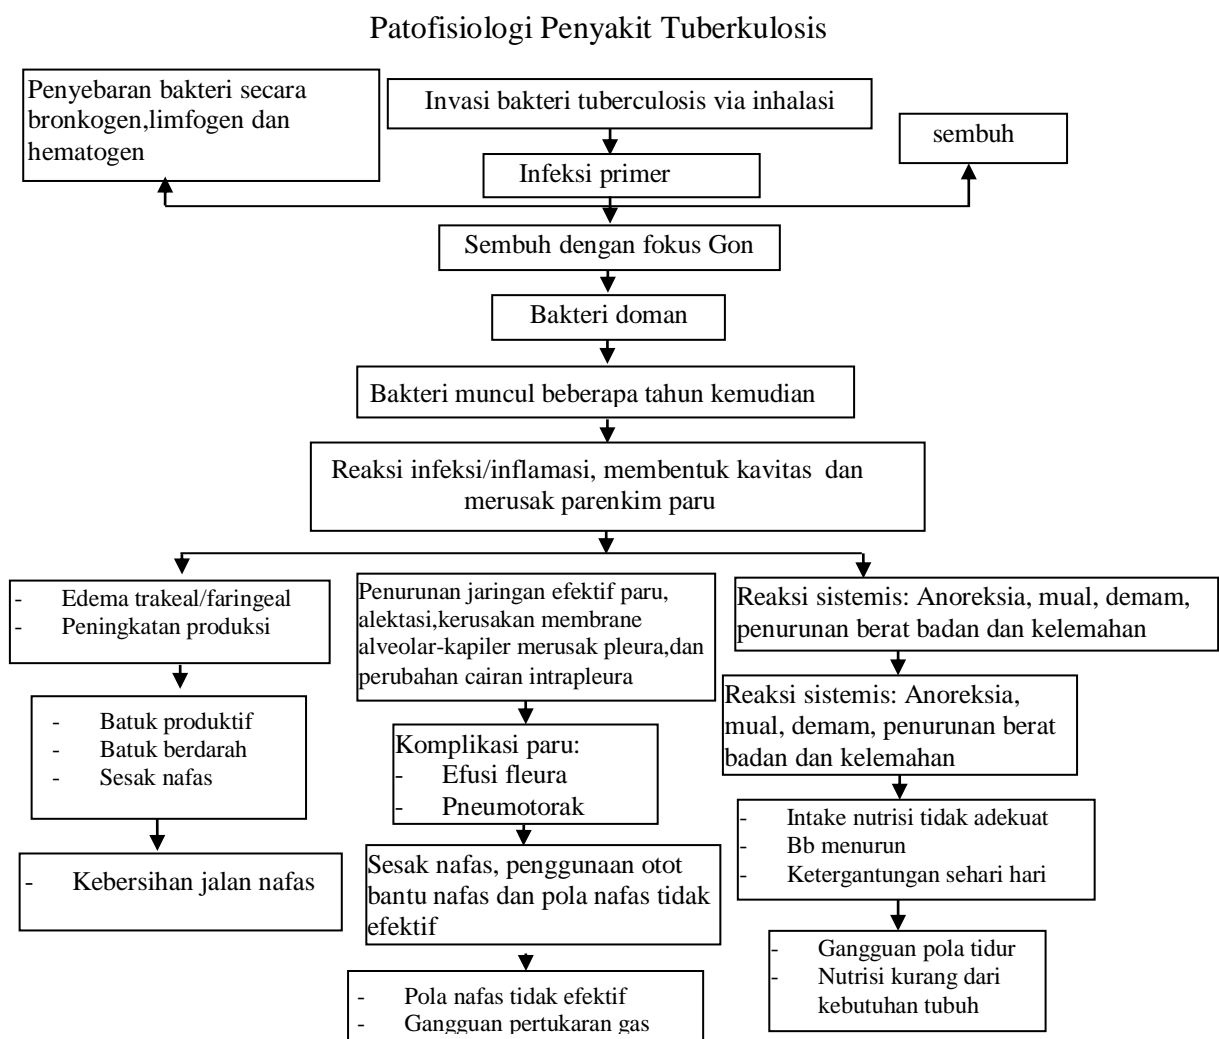 Patofisiologi Penyakit Tuberkulosis
Penyebaran bakteri secara
bronkogen,limfogen dan
hematogen
Invasi bakteri tuberculosis via inhalasi
sembuh
Infeksi primer
Sembuh dengan fokus Gon
Bakteri doman
Bakteri muncul beberapa tahun kemudian
Reaksi infeksi/inflamasi, membentuk kavitas dan
merusak parenkim paru
- Edema trakeal/faringeal
- Peningkatan produksi
- Batuk produktif
- Batuk berdarah
- Sesak nafas
- Kebersihan jalan nafas
Penurunan jaringan efektif paru,
alektasi,kerusakan membrane
alveolar-kapiler merusak pleura,dan
perubahan cairan intrapleura
Komplikasi paru:
- Efusi fleura
- Pneumotorak
Sesak nafas, penggunaan otot
bantu nafas dan pola nafas tidak
efektif
- Pola nafas tidak efektif
- Gangguan pertukaran gas
Reaksi sistemis: Anoreksia, mual, demam,
penurunan berat badan dan kelemahan
Reaksi sistemis: Anoreksia,
mual, demam, penurunan berat
badan dan kelemahan
- Intake nutrisi tidak adekuat
- Bb menurun
- Ketergantungan sehari hari
- Gangguan pola tidur
- Nutrisi kurang dari
kebutuhan tubuh